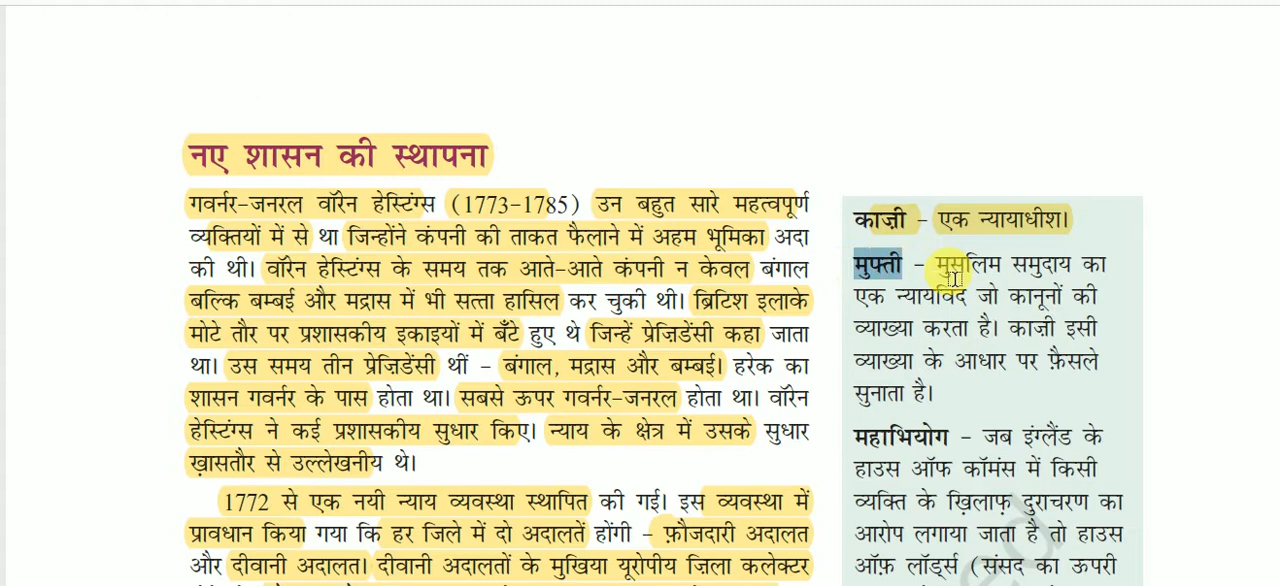 नए शासन की स्थापना
गवर्नर-जनरल वॉरेन हेस्टिंग्स (1773-1785) उन बहुत सारे महत्वपूर्ण
व्यक्तियों में से था जिन्होंने कंपनी की ताकत फैलाने में अहम भूमिका अदा
की थी। वॉरेन हेस्टिंग्स के समय तक आते-आते कंपनी न केवल बंगाल
बल्कि बम्बई और मद्रास में भी सत्ता हासिल कर चुकी थी। ब्रिटिश इलाके
मोटे तौर पर प्रशासकीय इकाइयों में बँटे हुए थे जिन्हें प्रेज़िडेंसी कहा जाता
था। उस समय तीन प्रेज़िडेंसी थीं – बंगाल, मद्रास और बम्बई। हरेक का
शासन गवर्नर के पास होता था। सबसे ऊपर गवर्नर-जनरल होता था। वॉरेन
हेस्टिंग्स ने कई प्रशासकीय सुधार किए। न्याय के क्षेत्र में उसके सुधार
ख़ासतौर से उल्लेखनीय थे।
1772 से एक नयी न्याय व्यवस्था स्थापित की गई। इस व्यवस्था में
प्रावधान किया गया कि हर जिले में दो अदालतें होंगी – फ़ौजदारी अदालत
और दीवानी अदालत। दीवानी अदालतों के मुखिया यूरोपीय ज़िला कलेक्टर
काज़ी – एक न्यायाधीश।
मुफ्ती – मुसलिम समुदाय का
एक न्यायविद जो कानूनों की
व्याख्या करता है। काज़ी इसी
व्याख्या के आधार पर फ़ैसले
सुनाता है।
महाभियोग – जब इंग्लैंड के
हाउस ऑफ कॉमंस में किसी
व्यक्ति के ख़िलाफ़ दुराचरण का
आरोप लगाया जाता है तो हाउस
ऑफ़ लॉर्ड्स (संसद का ऊपरी